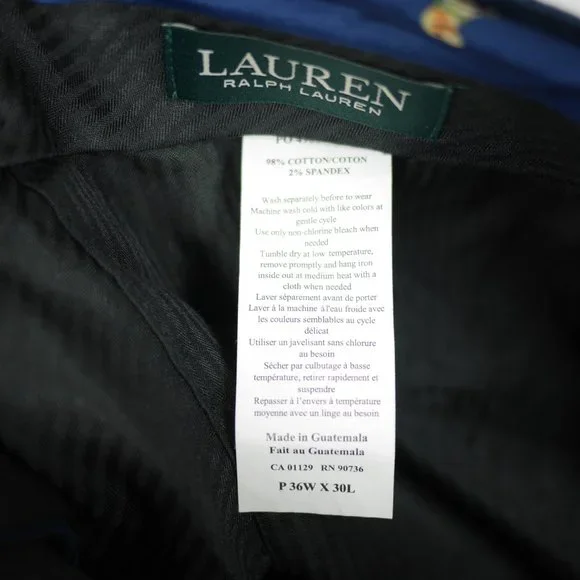 LAUREN
RALPH LAUREN
98% COTTON/COTON
2% SPANDEX
Wash separately before to wear
Machine wash cold with like colors at
gentle cycle
Use only non-chlorine bleach when
needed
Tumble dry at low temperature,
remove promptly and hang iron
inside out at medium heat with a
cloth when needed
Laver séparement avant de porter
Laver à la machine à l'eau froide avec
les couleurs semblables au cycle
délicat
Utiliser un javelisant sans chlorure
au besoin
Sécher par culbutage à basse
température, retirer rapidement et
suspendre
Repasser à l'envers à température
moyenne avec un linge au besoin
Made in Guatemala
Fait au Guatemala
CA 01129 RN 90736
P 36W X 30L